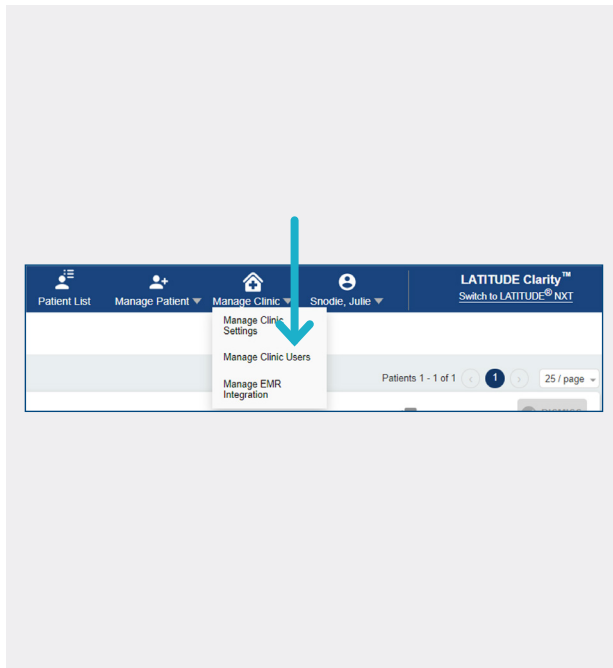 Patient List
Manage Patient
Manage Clinic
Snodie, Julie
LATITUDE Clarity™
Switch to LATITUDE® NXT
Manage Clinic
Settings
Manage Clinic Users
Manage EMR
Integration
Patients 1 - 1 of 1
1
25 / page